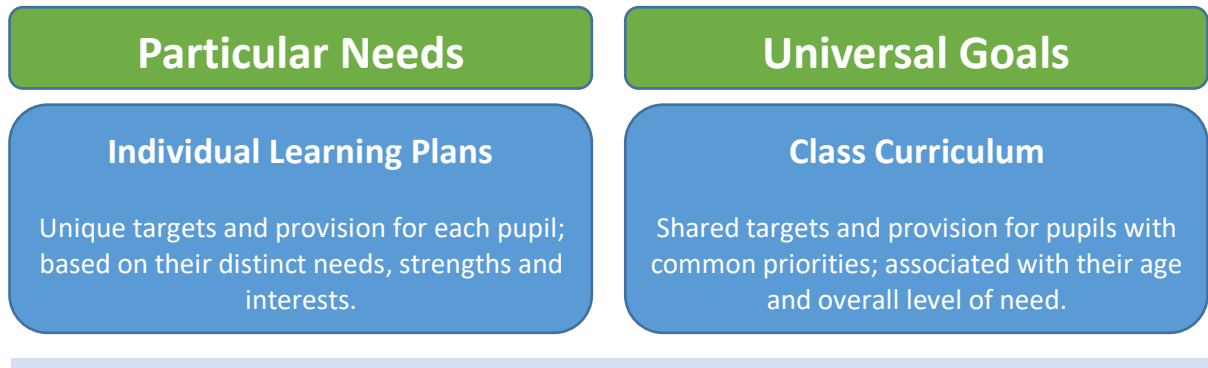 Particular Needs
Universal Goals
Individual Learning Plans
Unique targets and provision for each pupil;
based on their distinct needs, strengths and
interests.
Class Curriculum
Shared targets and provision for pupils with
common priorities; associated with their age
and overall level of need.